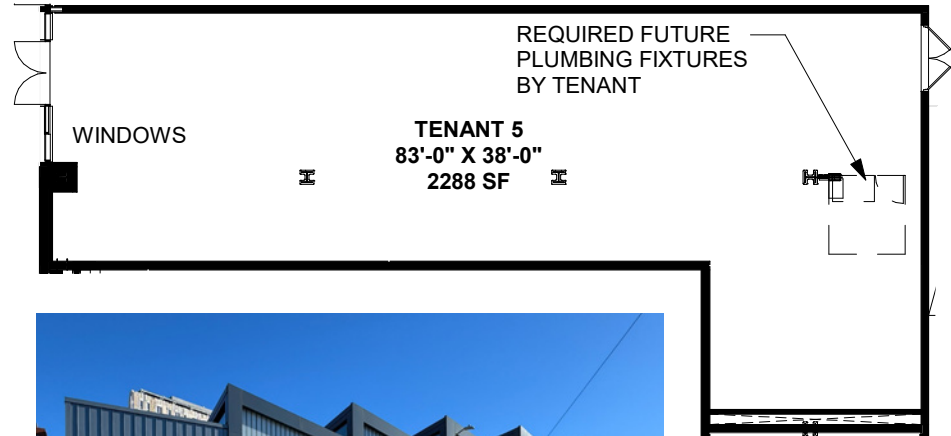 REQUIRED FUTURE
PLUMBING FIXTURES
BY TENANT
WINDOWS
TENANT 5
83'-0" X 38'-0"
2288 SF